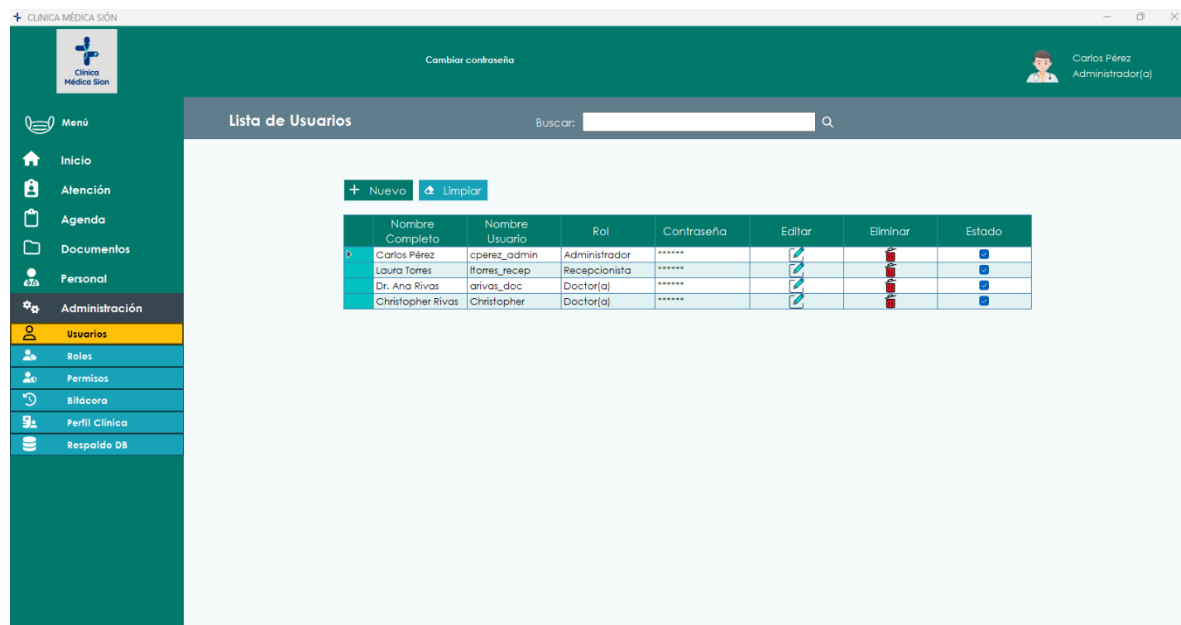 CLINICA MÉDICA SIÓN
Clínica
Médica Sion
Cambiar contraseña
Carlos Pérez
Administrador(a)
Menú
Lista de Usuarios
Buscar:
Inicio
Atención
Agenda
Documentos
Personal
Administración
Usuarios
Roles
Permisos
Bitácora
Perfil Clínica
Respaldo DB
+ Nuevo Limpiar
Nombre Completo Nombre Usuario Rol Contraseña Editar Eliminar Estado
Carlos Pérez cperez_admin Administrador ******
Laura Torres ltorres_recep Recepcionista ******
Dr. Ana Rivas arivas_doc Doctor(a) ******
Christopher Rivas Christopher Doctor(a) ******